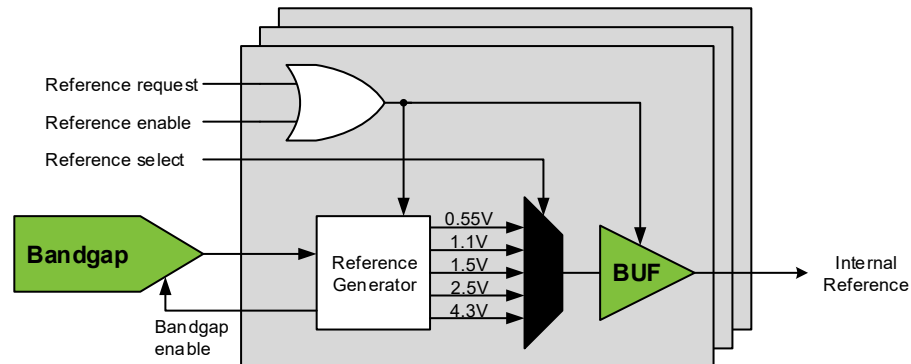 Reference request
Reference enable
Reference select
0.55V
1.1V
1.5V
2.5V
4.3V
Bandgap
Reference
Generator
BUF
Internal
Reference
Bandgap
enable